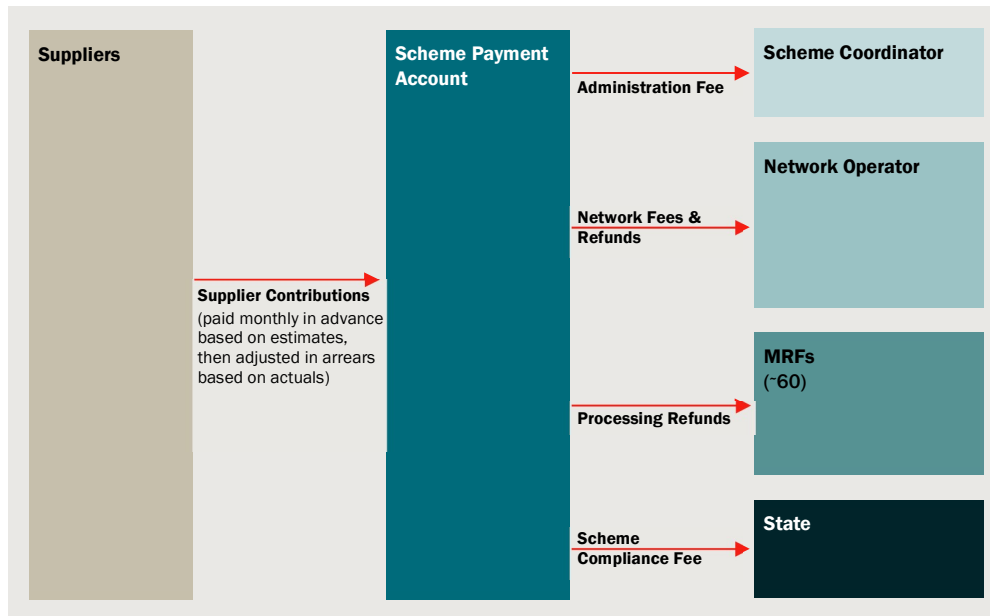 Suppliers
Supplier Contributions
(paid monthly in advance
based on estimates,
then adjusted in arrears
based on actuals)
Scheme Payment
Account
Administration Fee
Network Fees &
Refunds
Processing Refunds
Scheme
Compliance Fee
Scheme Coordinator
Network Operator
MRFs
(~60)
State